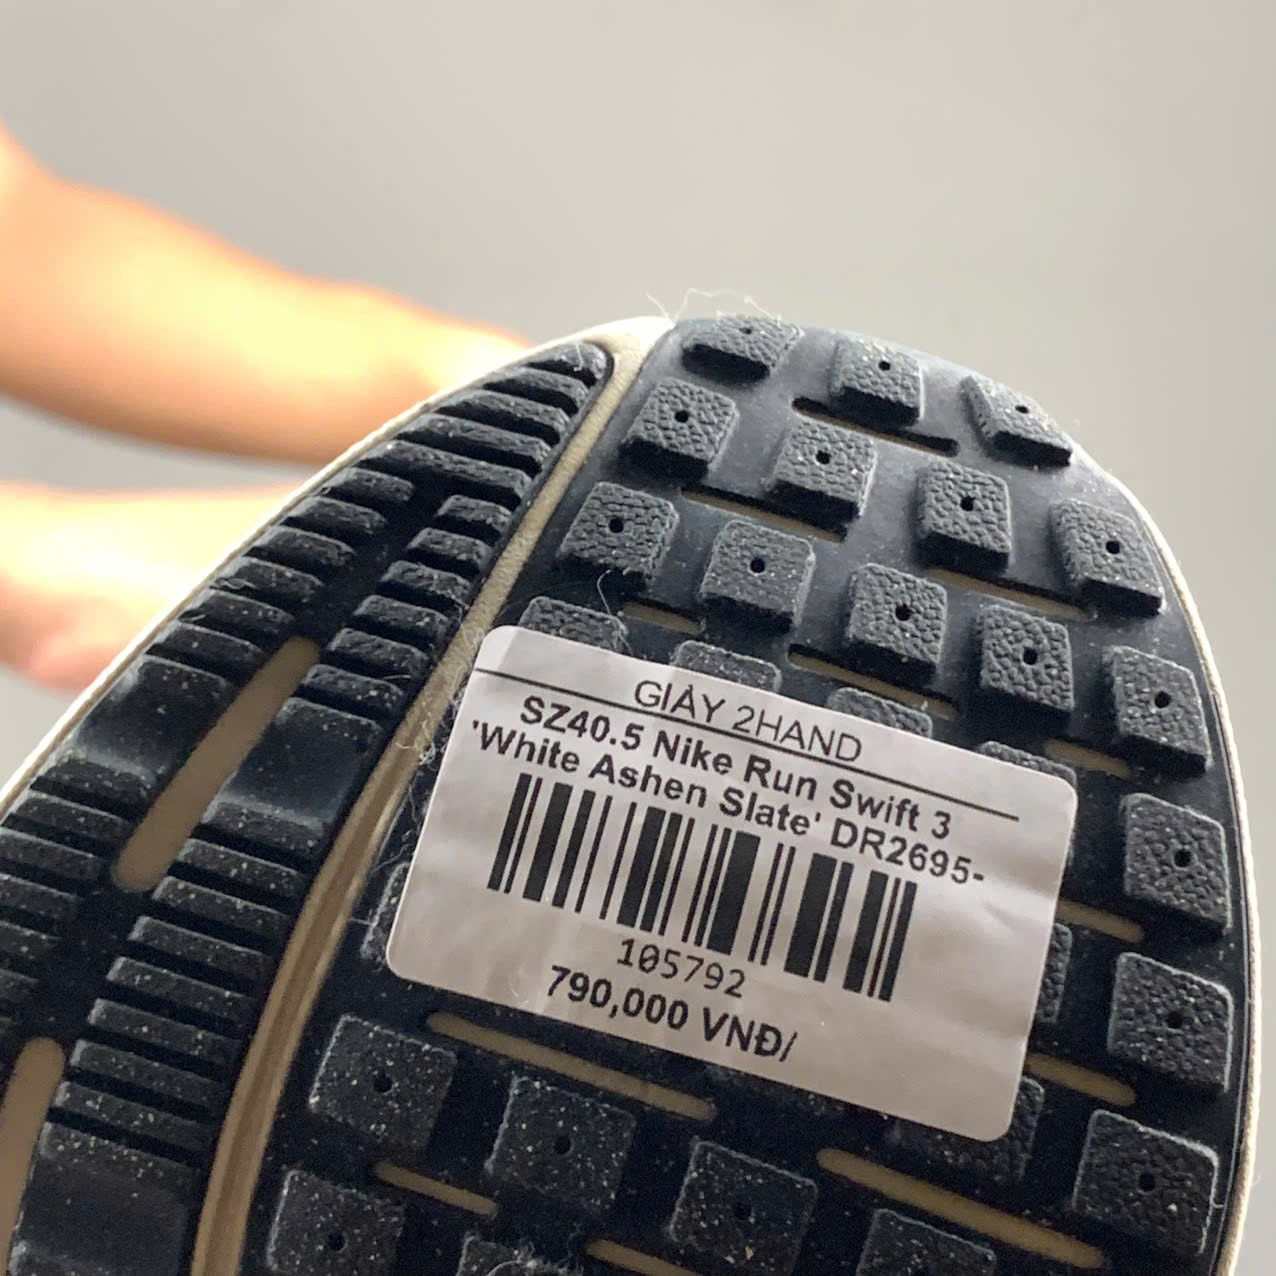 GIÀY 2HAND
SZ40.5 Nike Run Swift 3
'White Ashen Slate' DR2695-
105792
790,000 VNĐ/